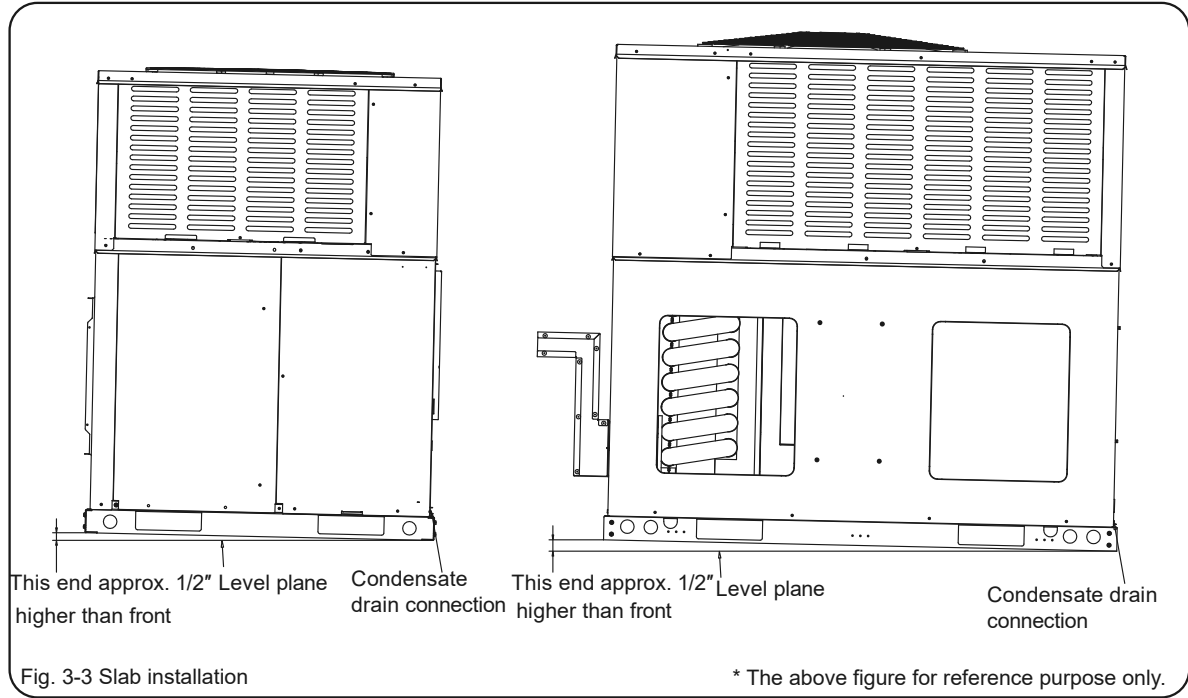 This end approx. 1/2″ Level plane
higher than front
Condensate
drain connection
This end approx. 1/2″ Level plane
higher than front
Condensate drain
connection
Fig. 3-3 Slab installation
* The above figure for reference purpose only.